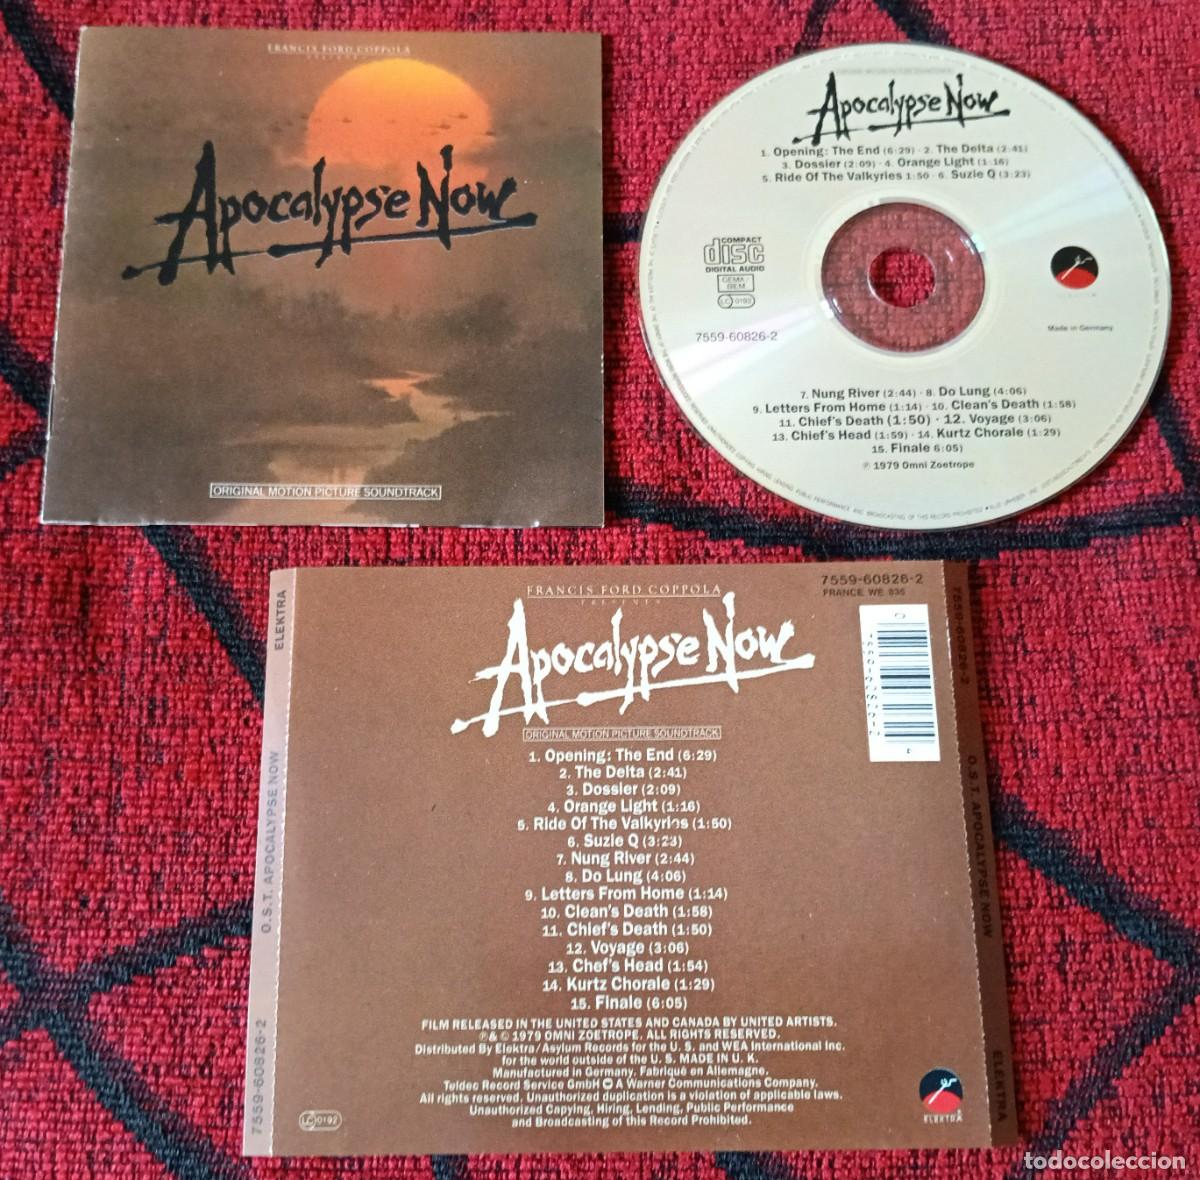 FRANCIS FORD COPPOLA
PRESENTS
Apocalypse Now
ORIGINAL MOTION PICTURE SOUNDTRACK
ORIGINAL MOTION PICTURE SOUNDTRACK
Apocalypse Now
1. Opening: The End (6:29) · 2. The Delta (2:41)
3. Dossier (2:09) · 4. Orange Light (1:16)
5. Ride Of The Valkyries 1:50 · 6. Suzie Q (3:23)
COMPACT
disc
DIGITAL AUDIO
GEMA/
BIEM
LC 0192
7559-60826-2
ELEKTRA
Made in Germany
7. Nung River (2:44) · 8. Do Lung (4:06)
9. Letters From Home (1:14) · 10. Clean's Death (1:58)
11. Chief's Death (1:50) · 12. Voyage (3:06)
13. Chief's Head (1:59) · 14. Kurtz Chorale (1:29)
15. Finale 6:05)
℗ 1979 Omni Zoetrope
ELEKTRA
O.S.T. APOCALYPSE NOW
7559-60826-2
FRANCIS FORD COPPOLA
PRESENTS
Apocalypse Now
ORIGINAL MOTION PICTURE SOUNDTRACK
7559-60826-2
FRANCE WE 835
1. Opening: The End (6:29)
2. The Delta (2:41)
3. Dossier (2:09)
4. Orange Light (1:16)
5. Ride Of The Valkyries (1:50)
6. Suzie Q (3:23)
7. Nung River (2:44)
8. Do Lung (4:06)
9. Letters From Home (1:14)
10. Clean's Death (1:58)
11. Chief's Death (1:50)
12. Voyage (3:06)
13. Chef's Head (1:54)
14. Kurtz Chorale (1:29)
15. Finale (6:05)
FILM RELEASED IN THE UNITED STATES AND CANADA BY UNITED ARTISTS.
℗ & © 1979 OMNI ZOETROPE. ALL RIGHTS RESERVED.
Distributed By Elektra/Asylum Records for the U. S. and WEA International Inc.
for the world outside of the U. S. MADE IN U. K.
Manufactured in Germany. Fabriqué en Allemagne.
Teldec Record Service GmbH A Warner Communications Company.
All rights reserved. Unauthorized duplication is a violation of applicable laws.
Unauthorized Capying, Hiring, Lending, Public Performance
and Broadcasting of this Record Prohibited.
LC 0192
ELEKTRA
7559-60826-2
O.S.T. APOCALYPSE NOW
ELEKTRA
todocoleccion